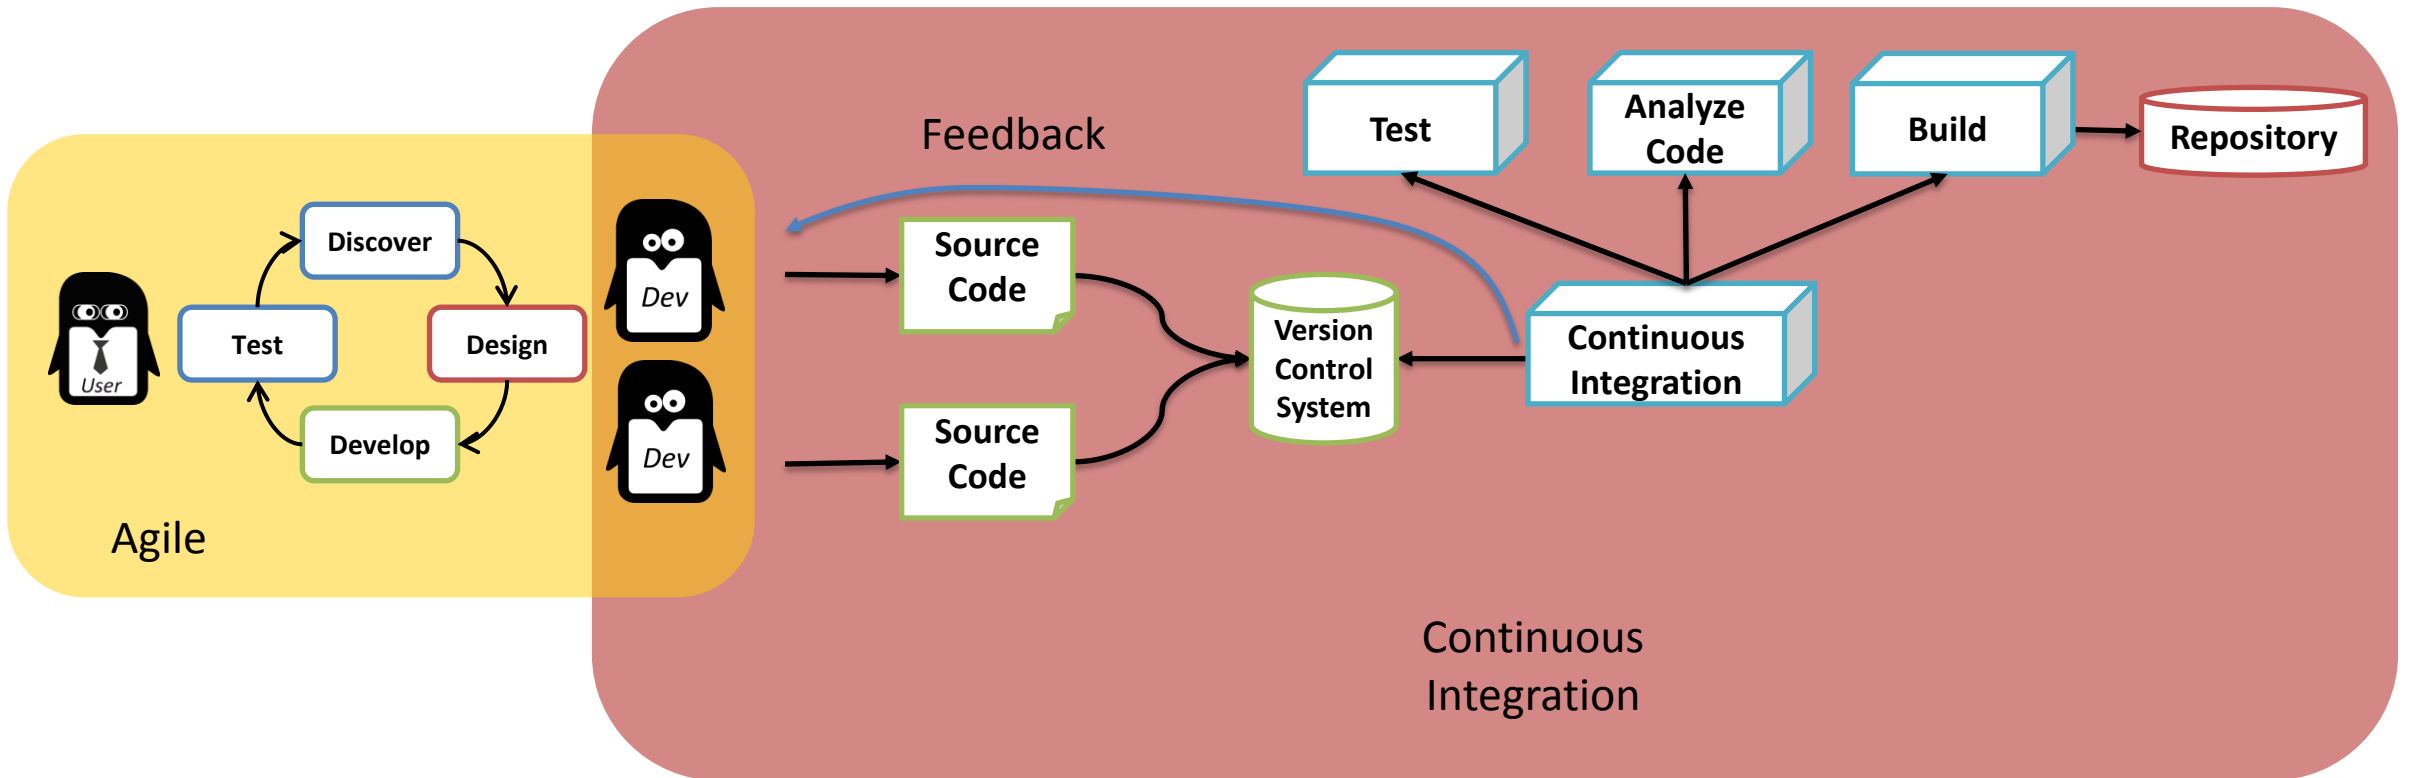 Feedback
Test
Analyze
Code
Build
Repository
Discover
Test
Design
Develop
User
Agile
Dev
Dev
Source
Code
Source
Code
Version
Control
System
Continuous
Integration
Continuous
Integration